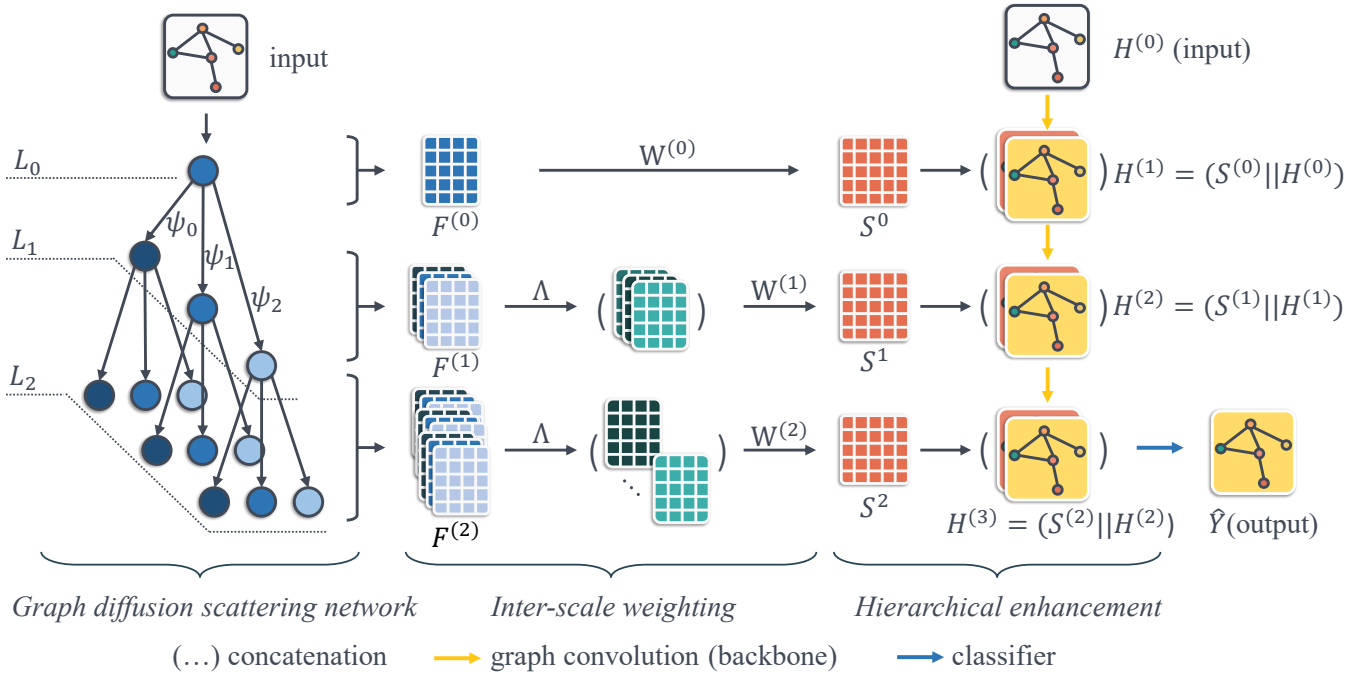 input
H^{(0)} (input)
L_0
W^{(0)}
F^{(0)}
S^0
( ) H^{(1)} = (S^{(0)}||H^{(0)})
ψ_0
L_1
ψ_1
ψ_2
Λ
( )
W^{(1)}
F^{(1)}
S^1
( ) H^{(2)} = (S^{(1)}||H^{(1)})
L_2
Λ
( ⋱ )
W^{(2)}
F^{(2)}
S^2
( )
H^{(3)} = (S^{(2)}||H^{(2)})
Ŷ(output)
Graph diffusion scattering network
Inter-scale weighting
Hierarchical enhancement
(...) concatenation
graph convolution (backbone)
classifier